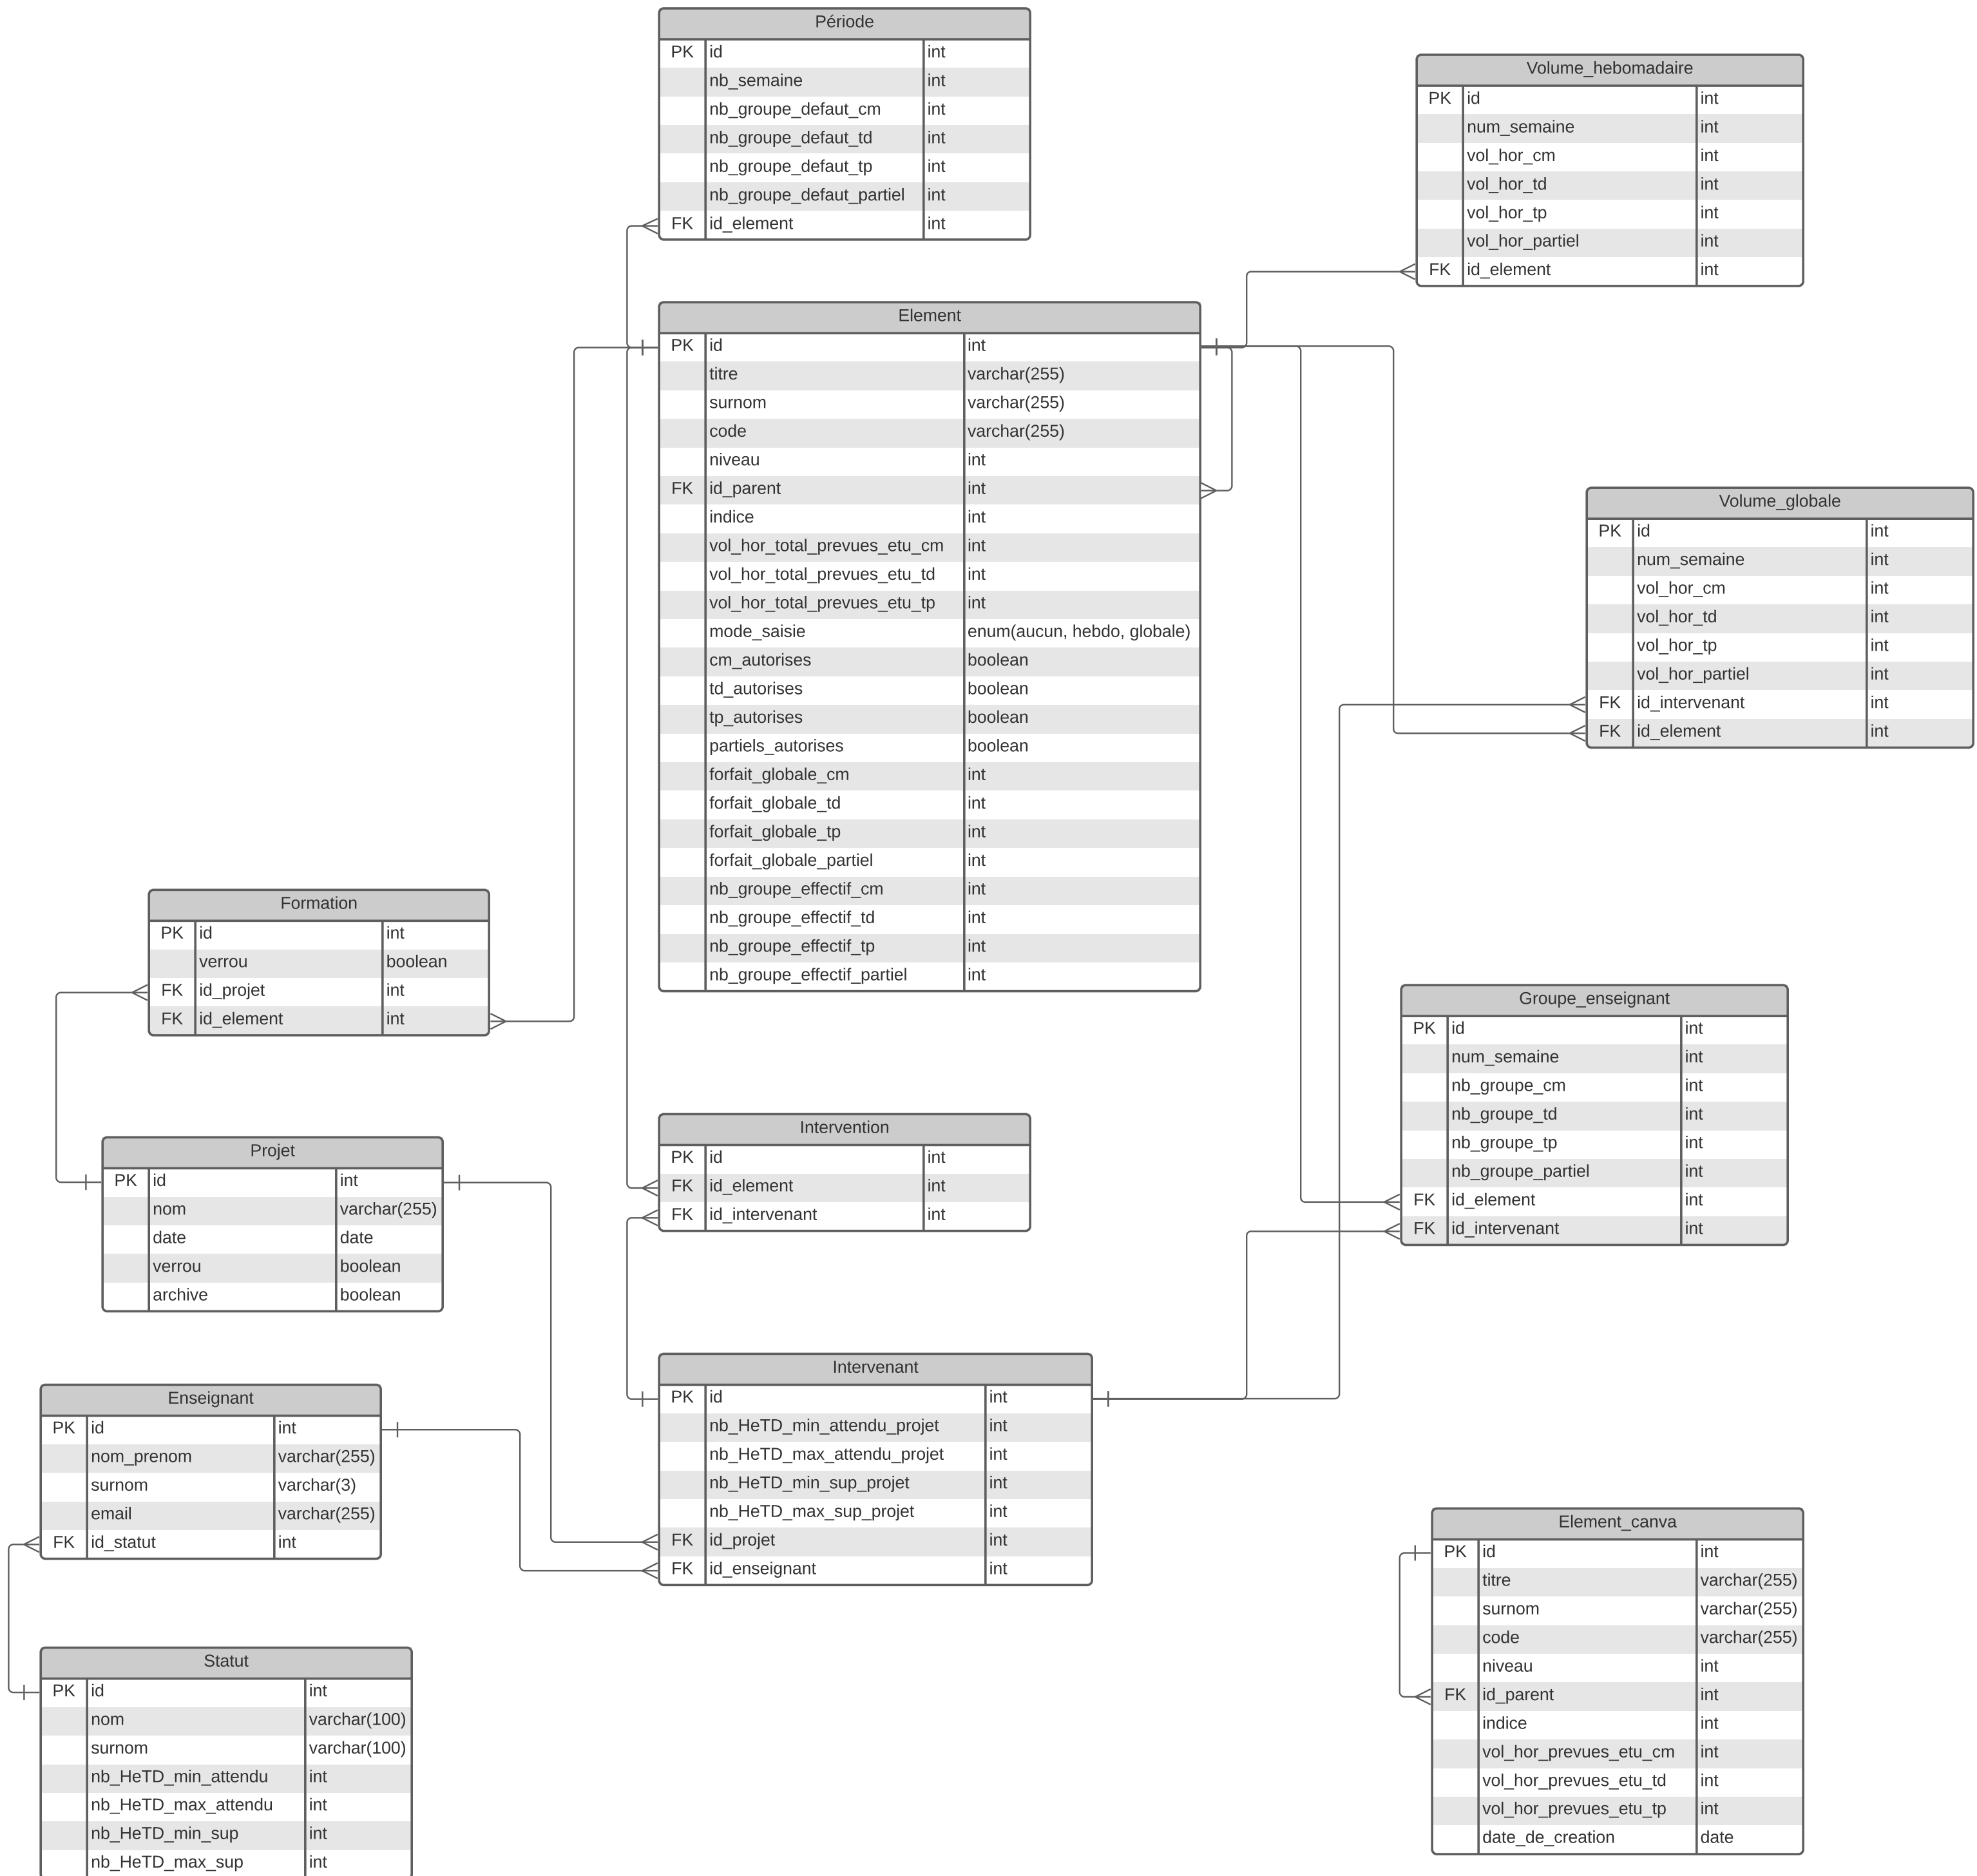 Période
PK id int
nb_semaine int
nb_groupe_defaut_cm int
nb_groupe_defaut_td int
nb_groupe_defaut_tp int
nb_groupe_defaut_partiel int
FK id_element int
Volume_hebomadaire
PK id int
num_semaine int
vol_hor_cm int
vol_hor_td int
vol_hor_tp int
vol_hor_partiel int
FK id_element int
Element
PK id int
titre varchar(255)
surnom varchar(255)
code varchar(255)
niveau int
FK id_parent int
indice int
vol_hor_total_prevues_etu_cm int
vol_hor_total_prevues_etu_td int
vol_hor_total_prevues_etu_tp int
mode_saisie enum(aucun, hebdo, globale)
cm_autorises boolean
td_autorises boolean
tp_autorises boolean
partiels_autorises boolean
forfait_globale_cm int
forfait_globale_td int
forfait_globale_tp int
forfait_globale_partiel int
nb_groupe_effectif_cm int
nb_groupe_effectif_td int
nb_groupe_effectif_tp int
nb_groupe_effectif_partiel int
Volume_globale
PK id int
num_semaine int
vol_hor_cm int
vol_hor_td int
vol_hor_tp int
vol_hor_partiel int
FK id_intervenant int
FK id_element int
Formation
PK id int
verrou boolean
FK id_projet int
FK id_element int
Groupe_enseignant
PK id int
num_semaine int
nb_groupe_cm int
nb_groupe_td int
nb_groupe_tp int
nb_groupe_partiel int
FK id_element int
FK id_intervenant int
Intervention
PK id int
FK id_element int
FK id_intervenant int
Projet
PK id int
nom varchar(255)
date date
verrou boolean
archive boolean
Intervenant
PK id int
nb_HeTD_min_attendu_projet int
nb_HeTD_max_attendu_projet int
nb_HeTD_min_sup_projet int
nb_HeTD_max_sup_projet int
FK id_projet int
FK id_enseignant int
Enseignant
PK id int
nom_prenom varchar(255)
surnom varchar(3)
email varchar(255)
FK id_statut int
Element_canva
PK id int
titre varchar(255)
surnom varchar(255)
code varchar(255)
niveau int
FK id_parent int
indice int
vol_hor_prevues_etu_cm int
vol_hor_prevues_etu_td int
vol_hor_prevues_etu_tp int
date_de_creation date
Statut
PK id int
nom varchar(100)
surnom varchar(100)
nb_HeTD_min_attendu int
nb_HeTD_max_attendu int
nb_HeTD_min_sup int
nb_HeTD_max_sup int